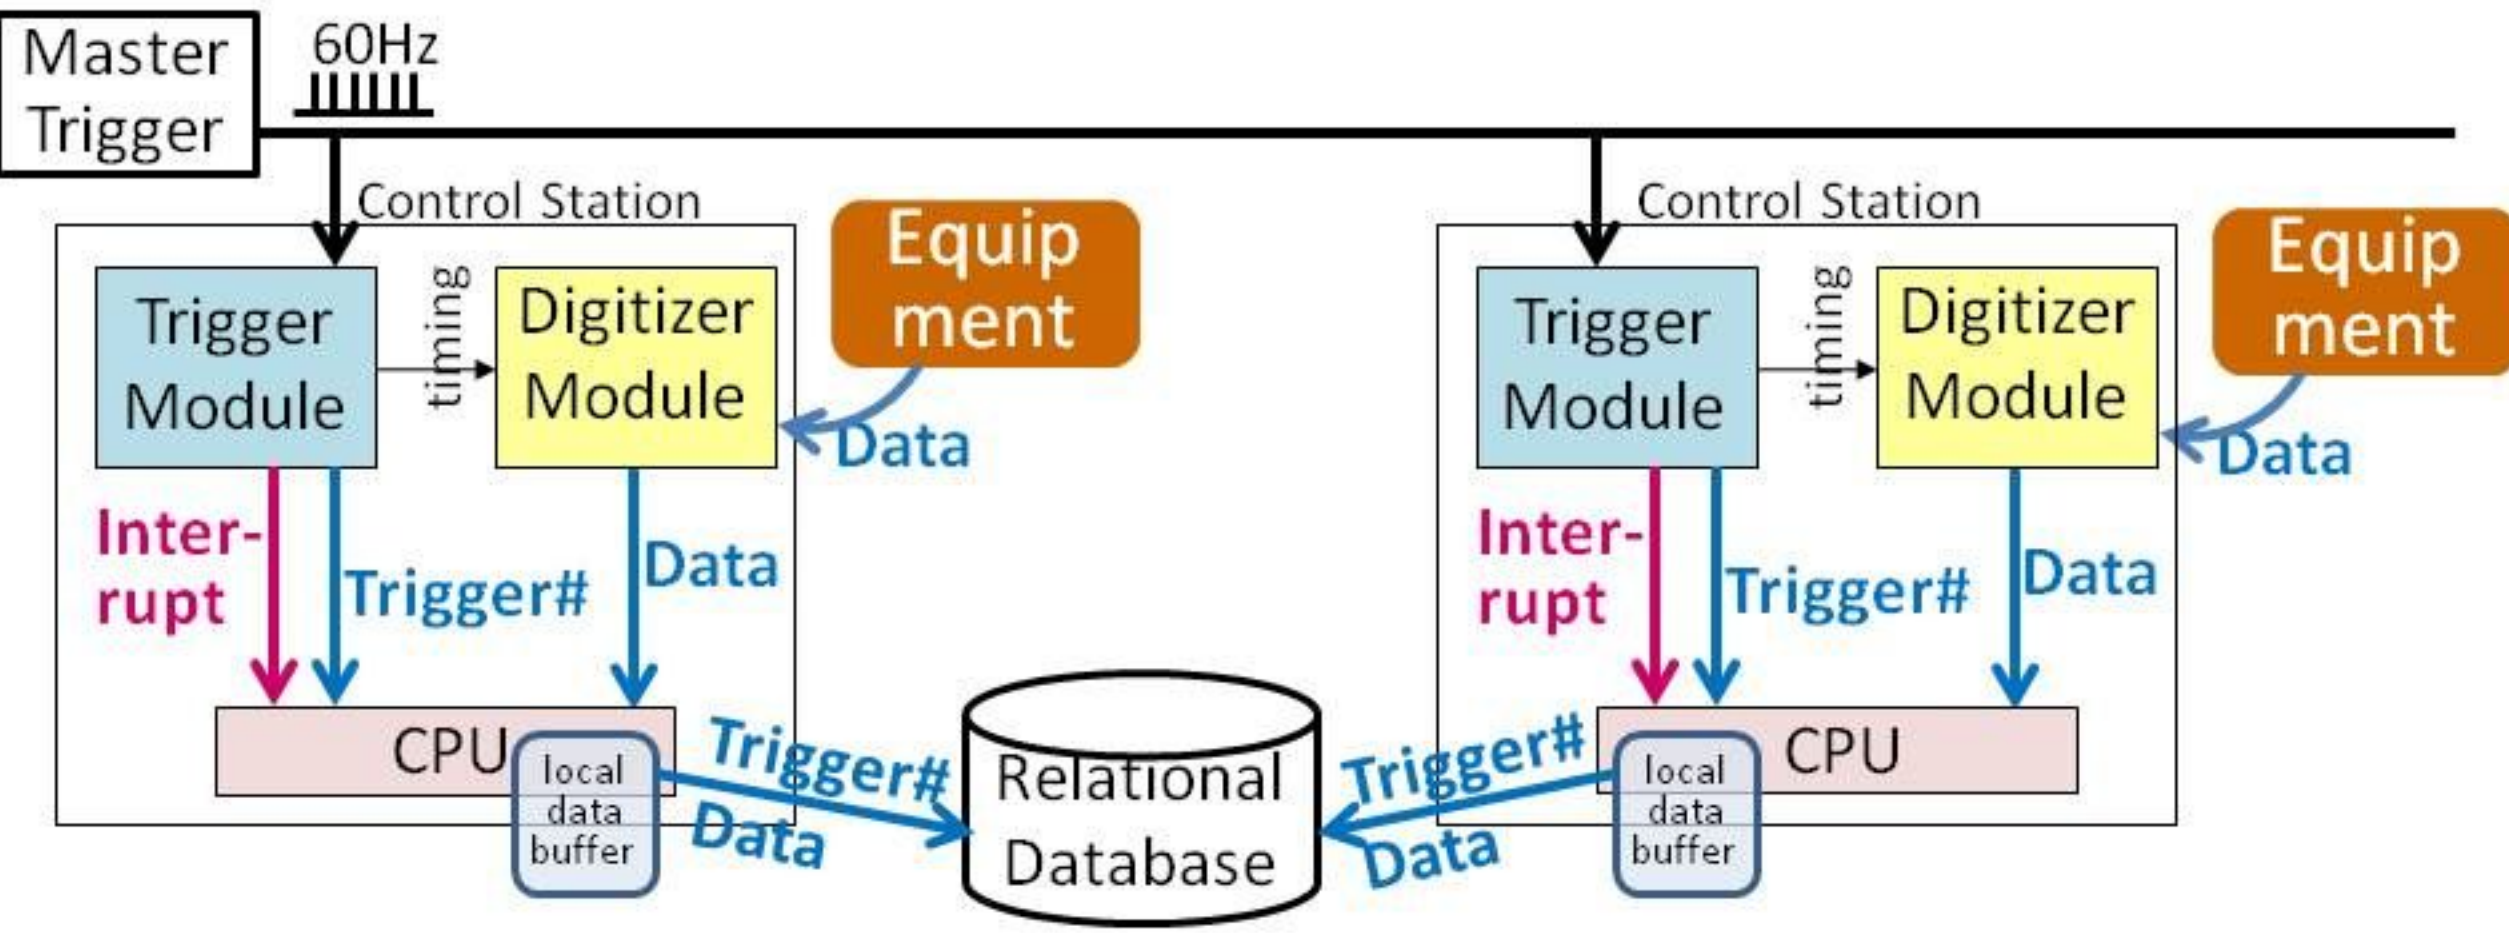 Master
Trigger
60Hz
Control Station
Trigger
Module
timing
Digitizer
Module
Equip
ment
Data
Inter-
rupt
Trigger#
Data
CPU
local
data
buffer
Trigger#
Data
Relational
Database
Control Station
Trigger
Module
timing
Digitizer
Module
Equip
ment
Data
Inter-
rupt
Trigger#
Data
CPU
local
data
buffer
Trigger#
Data